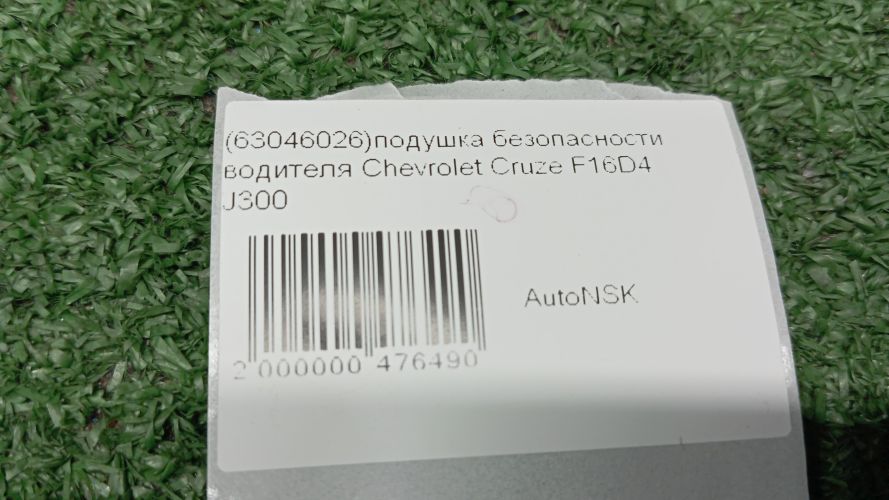 (63046026)подушка безопасности
водителя Chevrolet Cruze F16D4
J300
AutoNSK
2 000000 476490